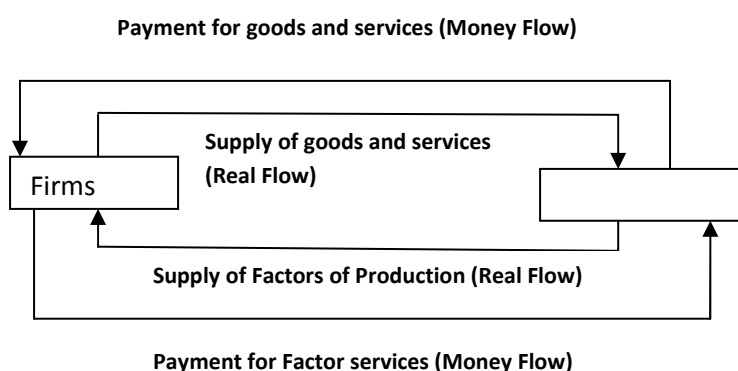 Payment for goods and services (Money Flow)
Supply of goods and services
(Real Flow)
Firms
Supply of Factors of Production (Real Flow)
Payment for Factor services (Money Flow)